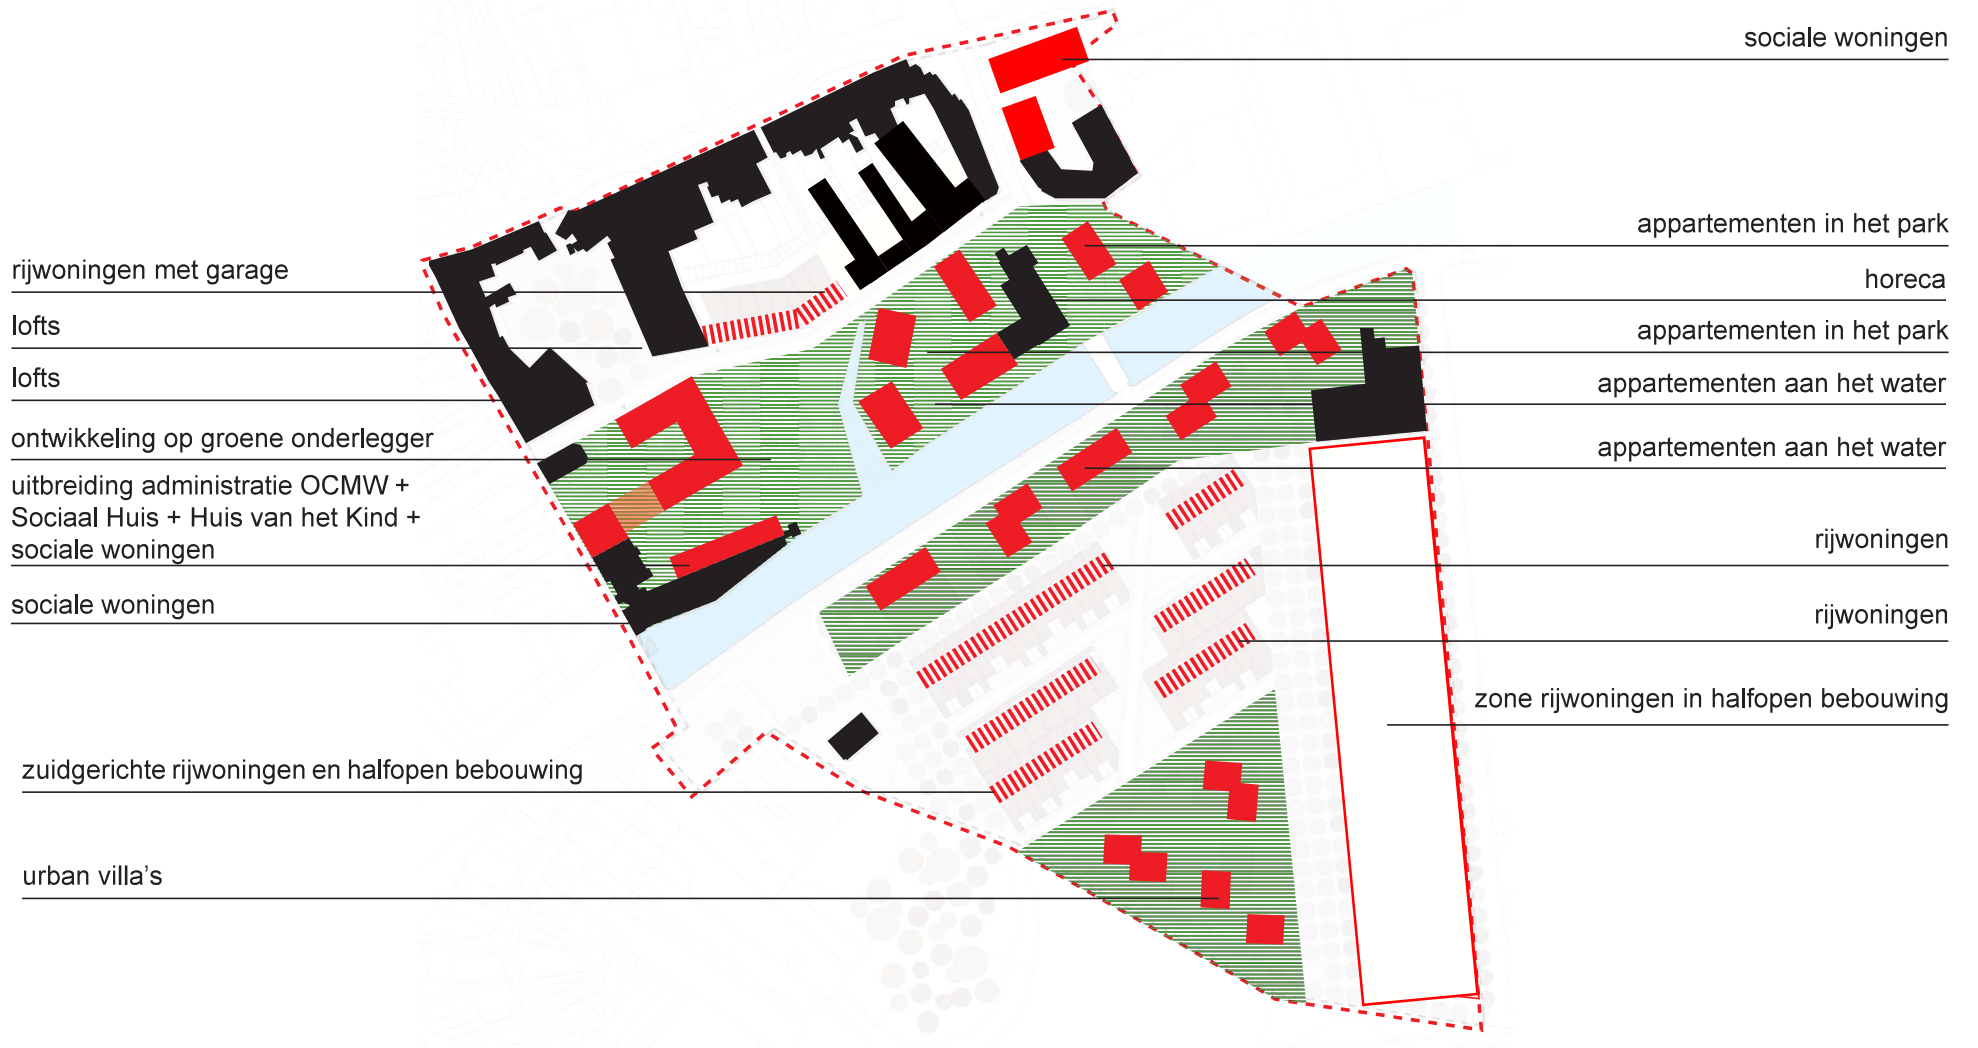 sociale woningen
appartementen in het park
horeca
appartementen in het park
appartementen aan het water
appartementen aan het water
rijwoningen
rijwoningen
zone rijwoningen in halfopen bebouwing
rijwoningen met garage
lofts
lofts
ontwikkeling op groene onderlegger
uitbreiding administratie OCMW +
Sociaal Huis + Huis van het Kind +
sociale woningen
sociale woningen
zuidgerichte rijwoningen en halfopen bebouwing
urban villa's